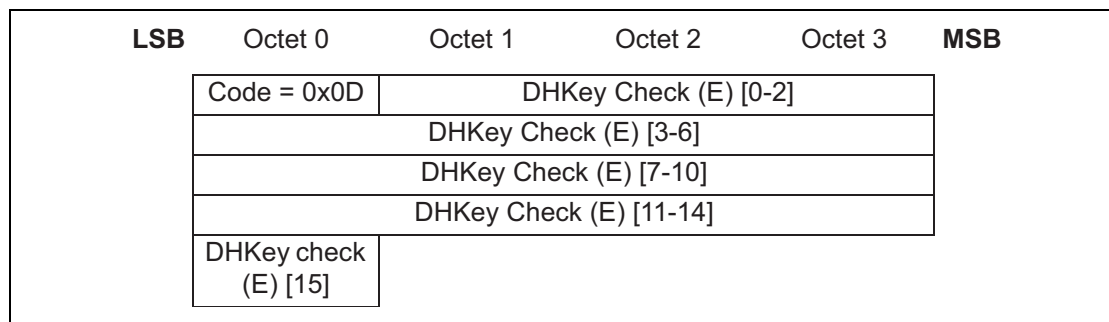 LSB Octet 0 Octet 1 Octet 2 Octet 3 MSB
Code = 0x0D DHKey Check (E) [0-2]
DHKey Check (E) [3-6]
DHKey Check (E) [7-10]
DHKey Check (E) [11-14]
DHKey check
(E) [15]